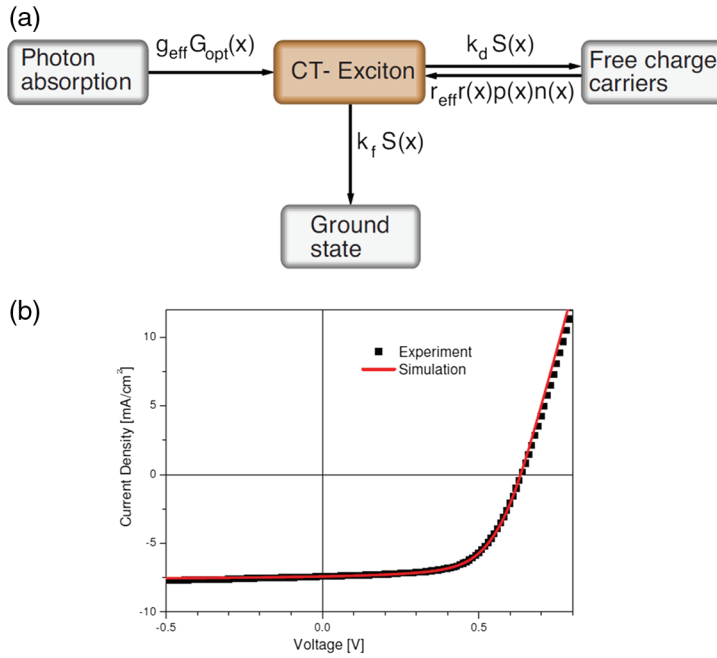 (a)
Photon
absorption
g_eff G_opt(x)
CT- Exciton
k_d S(x)
r_eff r(x)p(x)n(x)
Free charge
carriers
k_f S(x)
Ground
state
(b)
Current Density [mA/cm²]
10
5
0
-5
-10
Experiment
Simulation
-0.5
0.0
0.5
Voltage [V]